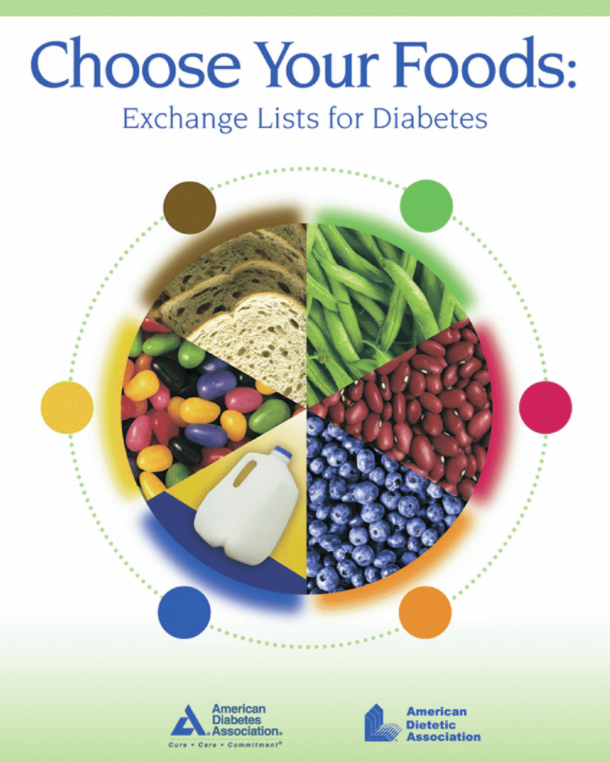 Choose Your Foods:
Exchange Lists for Diabetes
American
Diabetes
Association®
Cure • Care • Commitment®
American
Dietetic
Association